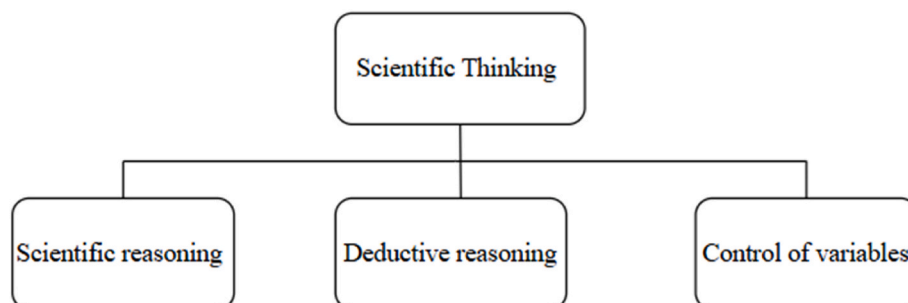 Scientific Thinking
Scientific reasoning
Deductive reasoning
Control of variables